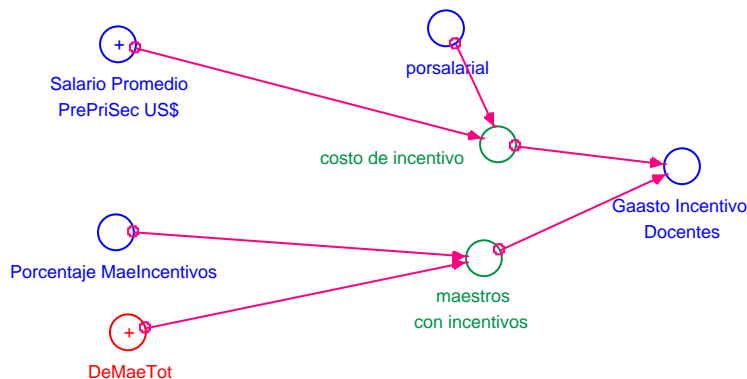 +
Salario Promedio
PrePriSec US$
porsalarial
costo de incentivo
Gaasto Incentivo
Docentes
Porcentaje MaeIncentivos
maestros
con incentivos
+
DeMaeTot